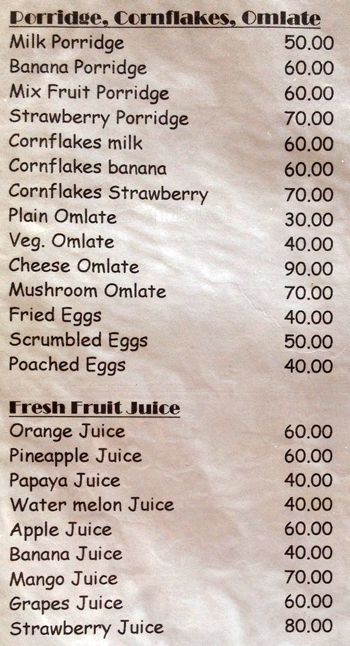 Porridge, Cornflakes, Omlate
Milk Porridge 50.00
Banana Porridge 60.00
Mix Fruit Porridge 60.00
Strawberry Porridge 70.00
Cornflakes milk 60.00
Cornflakes banana 60.00
Cornflakes Strawberry 70.00
Plain Omlate 30.00
Veg. Omlate 40.00
Cheese Omlate 90.00
Mushroom Omlate 70.00
Fried Eggs 40.00
Scrumbled Eggs 50.00
Poached Eggs 40.00
Fresh Fruit Juice
Orange Juice 60.00
Pineapple Juice 60.00
Papaya Juice 40.00
Water melon Juice 40.00
Apple Juice 60.00
Banana Juice 40.00
Mango Juice 70.00
Grapes Juice 60.00
Strawberry Juice 80.00